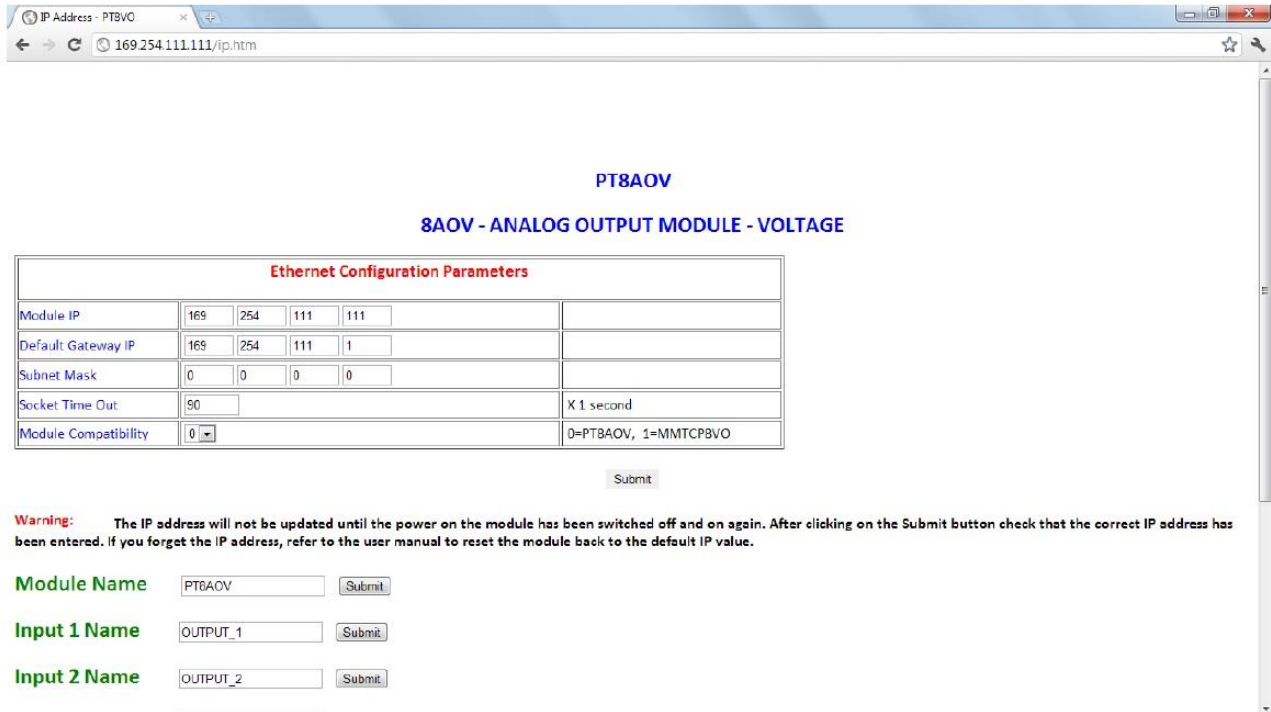 IP Address - PT8VO
169.254.111.111/ip.htm
PT8AOV
8AOV - ANALOG OUTPUT MODULE - VOLTAGE
Ethernet Configuration Parameters
Module IP 169 254 111 111
Default Gateway IP 169 254 111 1
Subnet Mask 0 0 0 0
Socket Time Out 90 X 1 second
Module Compatibility 0 0=PT8AOV, 1=MMTCP8VO
Submit
Warning: The IP address will not be updated until the power on the module has been switched off and on again. After clicking on the Submit button check that the correct IP address has
been entered. If you forget the IP address, refer to the user manual to reset the module back to the default IP value.
Module Name PT8AOV Submit
Input 1 Name OUTPUT_1 Submit
Input 2 Name OUTPUT_2 Submit